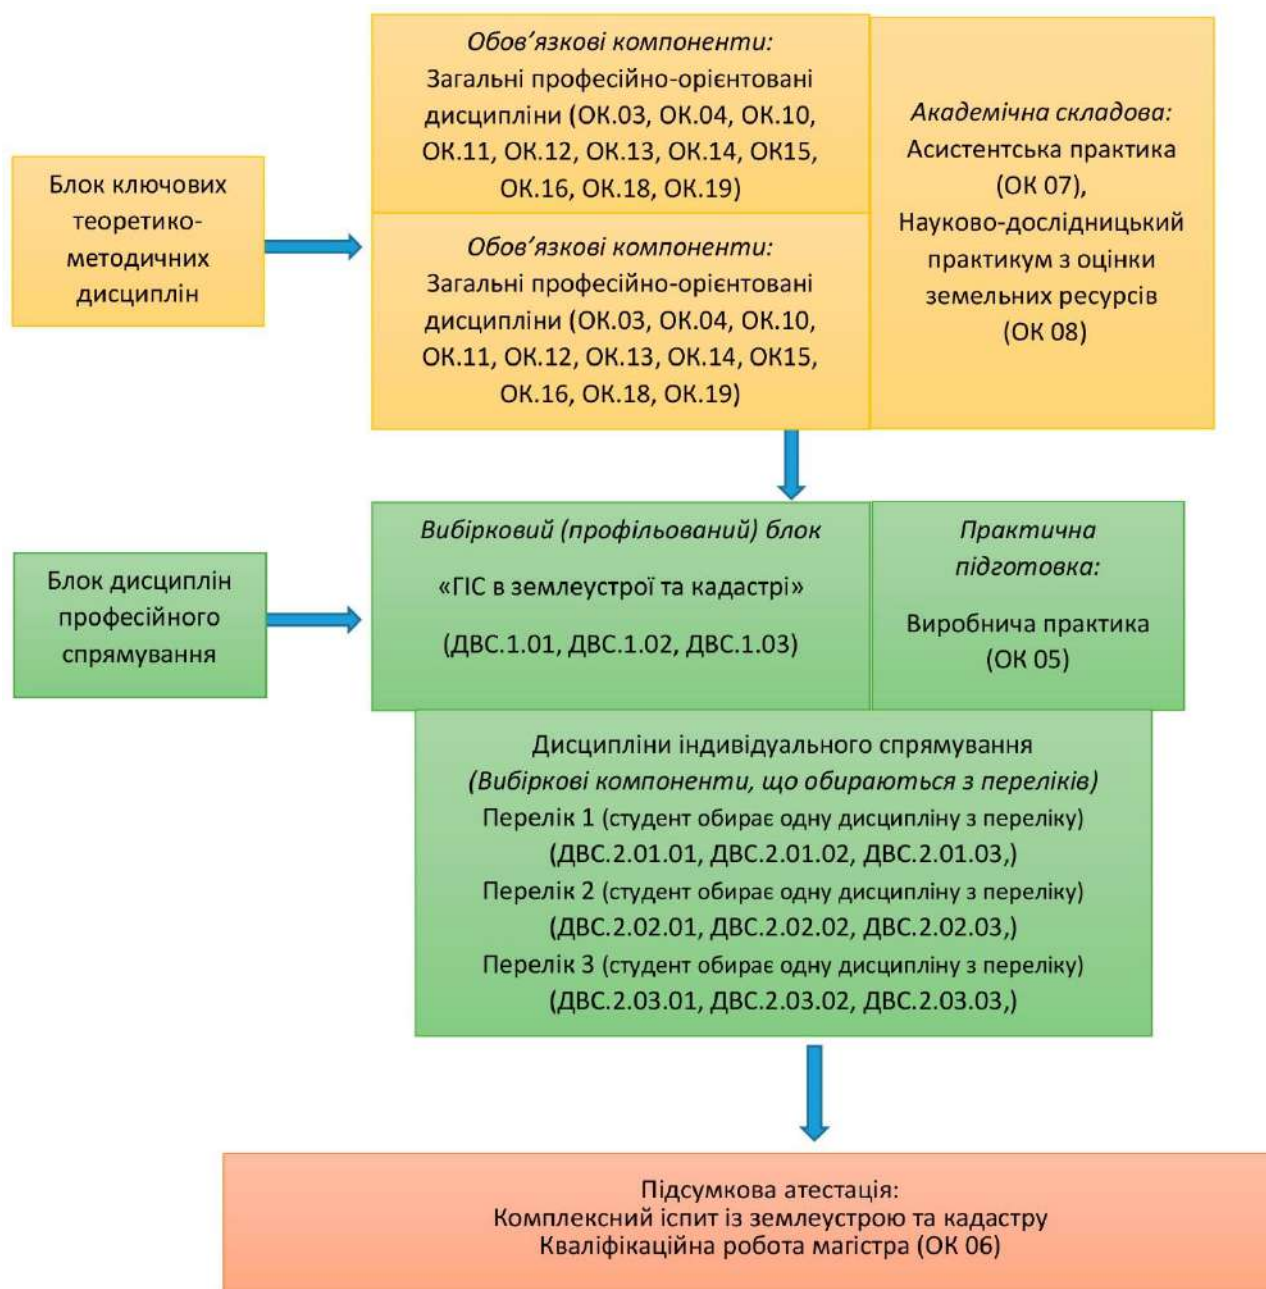 Блок ключових
теоретико-
методичних
дисциплін
Обов’язкові компоненти:
Загальні професійно-орієнтовані
дисципліни (ОК.03, ОК.04, ОК.10,
ОК.11, ОК.12, ОК.13, ОК.14, ОК15,
ОК.16, ОК.18, ОК.19)
Обов’язкові компоненти:
Загальні професійно-орієнтовані
дисципліни (ОК.03, ОК.04, ОК.10,
ОК.11, ОК.12, ОК.13, ОК.14, ОК15,
ОК.16, ОК.18, ОК.19)
Академічна складова:
Асистентська практика
(ОК 07),
Науково-дослідницький
практикум з оцінки
земельних ресурсів
(ОК 08)
Блок дисциплін
професійного
спрямування
Вибірковий (профільований) блок
«ГІС в землеустрої та кадастрі»
(ДВС.1.01, ДВС.1.02, ДВС.1.03)
Практична
підготовка:
Виробнича практика
(ОК 05)
Дисципліни індивідуального спрямування
(Вибіркові компоненти, що обираються з переліків)
Перелік 1 (студент обирає одну дисципліну з переліку)
(ДВС.2.01.01, ДВС.2.01.02, ДВС.2.01.03,)
Перелік 2 (студент обирає одну дисципліну з переліку)
(ДВС.2.02.01, ДВС.2.02.02, ДВС.2.02.03,)
Перелік 3 (студент обирає одну дисципліну з переліку)
(ДВС.2.03.01, ДВС.2.03.02, ДВС.2.03.03,)
Підсумкова атестація:
Комплексний іспит із землеустрою та кадастру
Кваліфікаційна робота магістра (ОК 06)